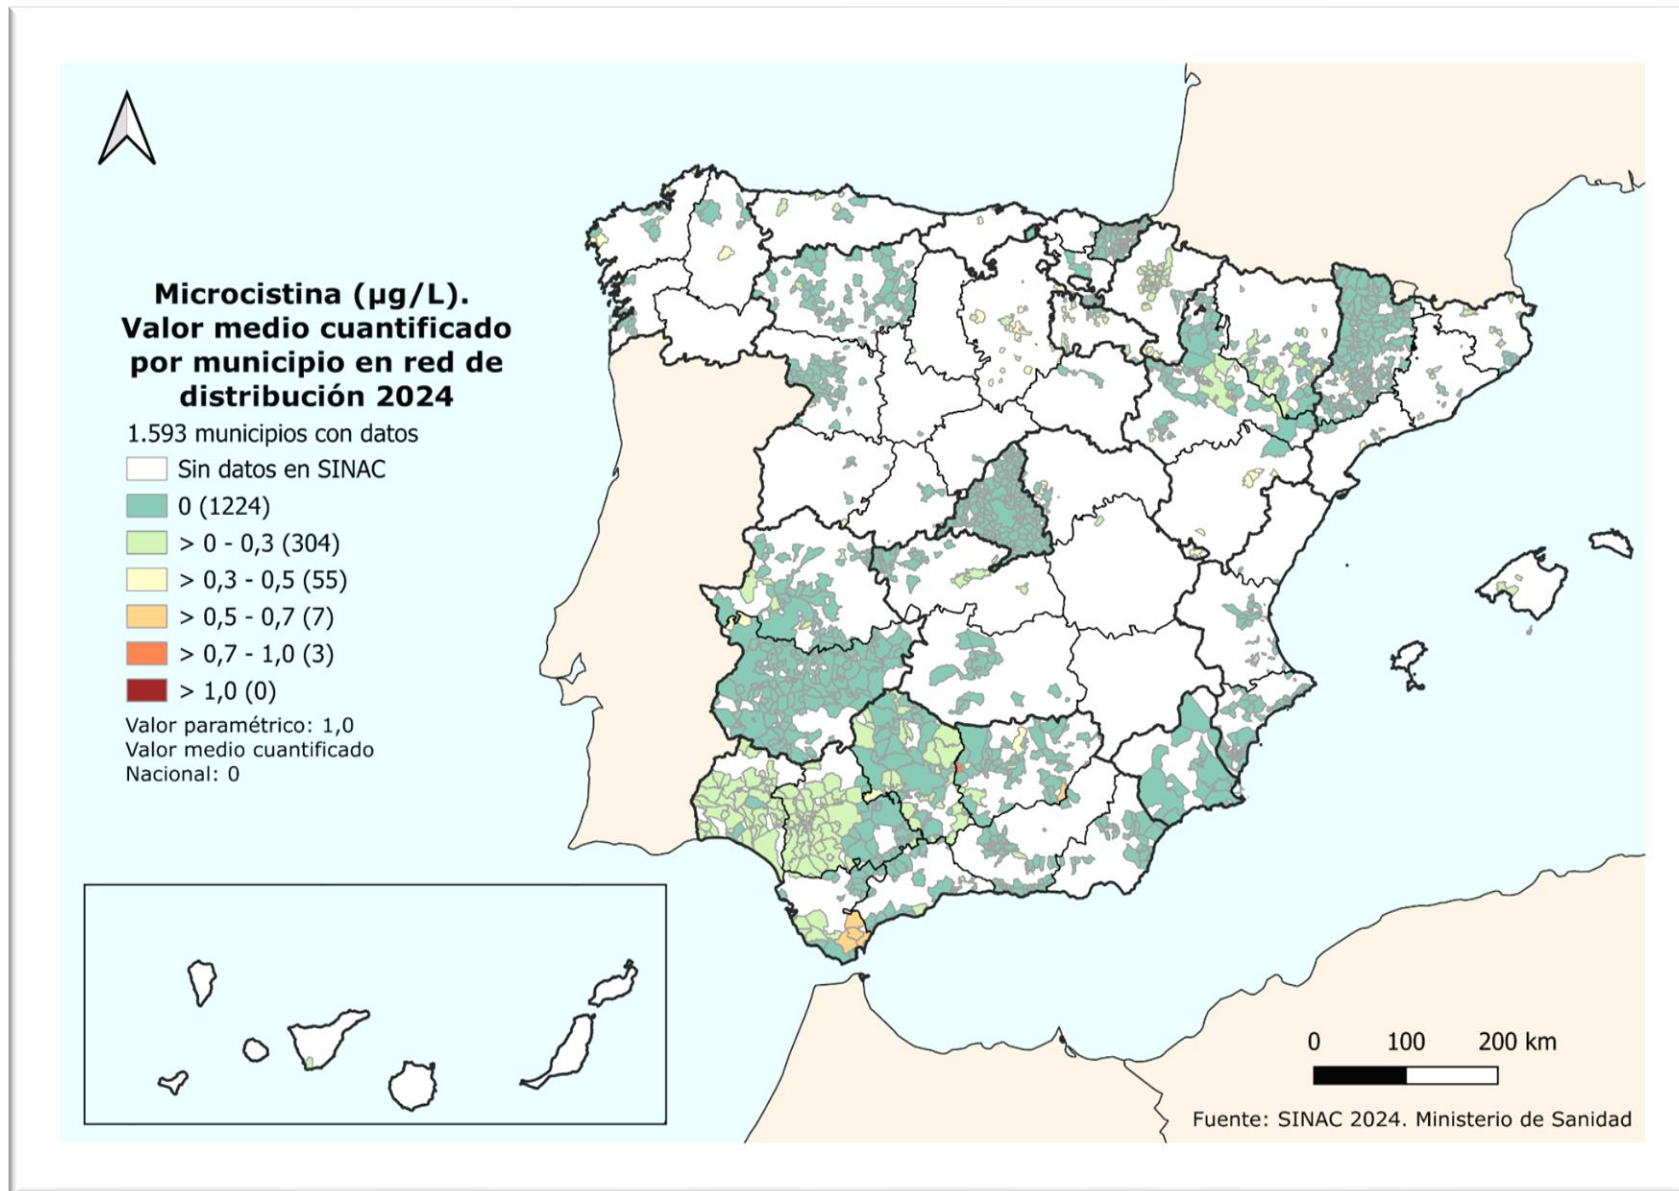 Microcistina (µg/L).
Valor medio cuantificado
por municipio en red de
distribución 2024
1.593 municipios con datos
Sin datos en SINAC
0 (1224)
> 0 - 0,3 (304)
> 0,3 - 0,5 (55)
> 0,5 - 0,7 (7)
> 0,7 - 1,0 (3)
> 1,0 (0)
Valor paramétrico: 1,0
Valor medio cuantificado
Nacional: 0
0 100 200 km
Fuente: SINAC 2024. Ministerio de Sanidad